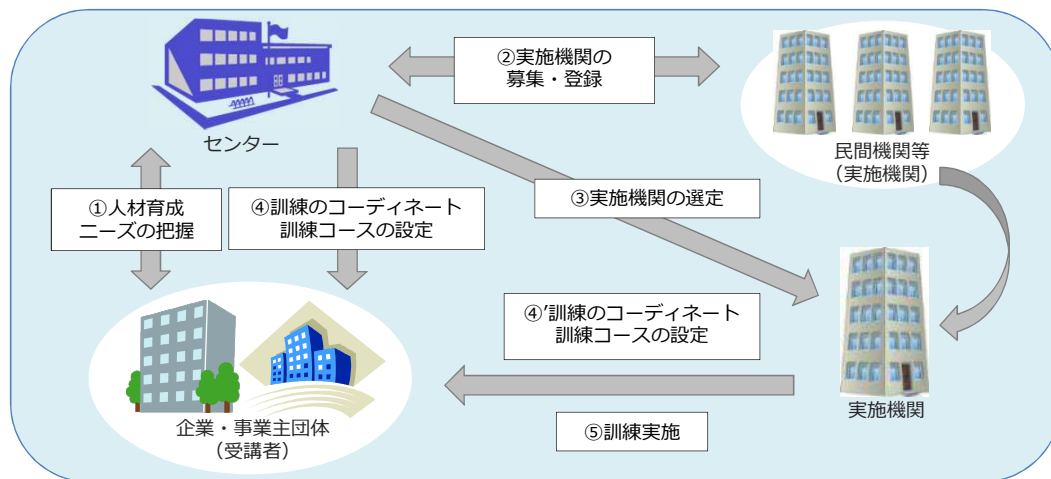 ②実施機関の
募集・登録
センター
民間機関等
（実施機関）
①人材育成
ニーズの把握
④訓練のコーディネート
訓練コースの設定
③実施機関の選定
④’訓練のコーディネート
訓練コースの設定
実施機関
企業・事業主団体
（受講者）
⑤訓練実施